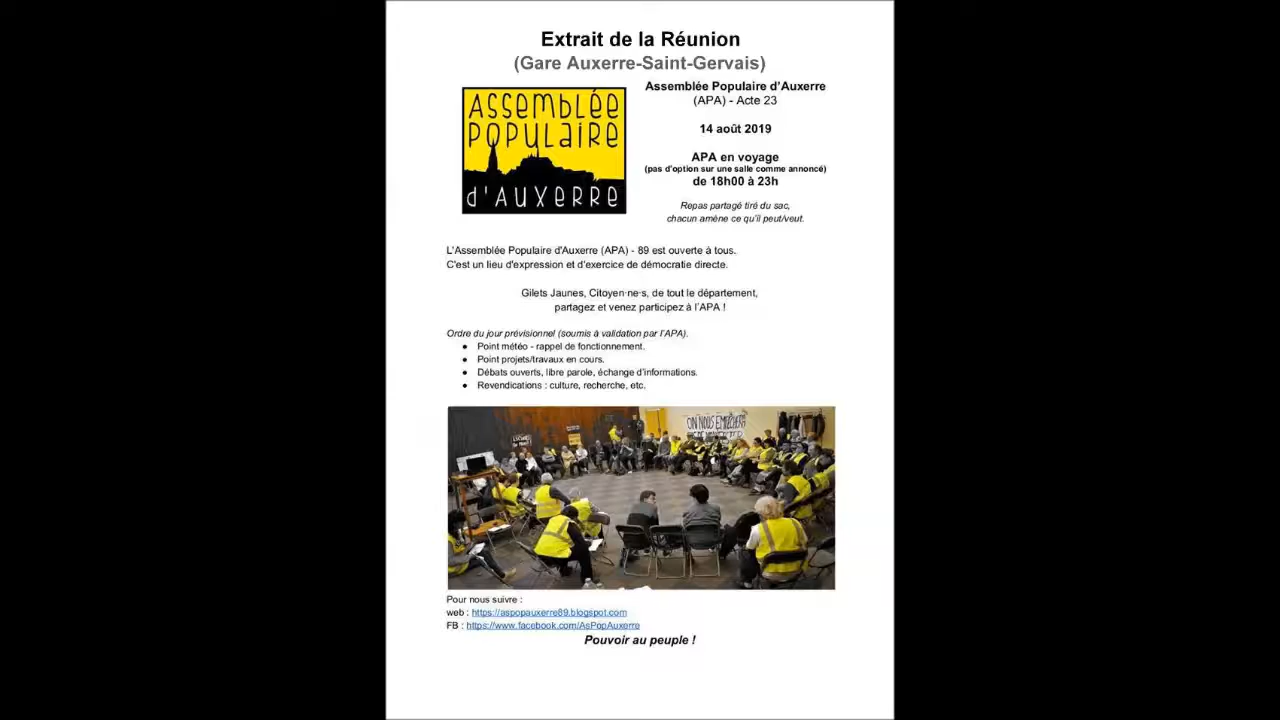 Extrait de la Réunion
(Gare Auxerre-Saint-Gervais)
ASSEMBLÉE
POPULAIRE
d'AUXERRE
Assemblée Populaire d'Auxerre
(APA) - Acte 23
14 août 2019
APA en voyage
(pas d'option sur une salle comme annoncé)
de 18h00 à 23h
Repas partagé tiré du sac,
chacun amène ce qu'il peut/veut.
L'Assemblée Populaire d'Auxerre (APA) - 89 est ouverte à tous.
C'est un lieu d'expression et d'exercice de démocratie directe.
Gilets Jaunes, Citoyen·ne·s, de tout le département,
partagez et venez participez à l'APA !
Ordre du jour prévisionnel (soumis à validation par l'APA).
● Point météo - rappel de fonctionnement.
● Point projets/travaux en cours.
● Débats ouverts, libre parole, échange d'informations.
● Revendications : culture, recherche, etc.
ON NOUS EMPÊCHERA
Pour nous suivre :
web : https://aspopauxerre89.blogspot.com
FB : https://www.facebook.com/AsPopAuxerre
Pouvoir au peuple !